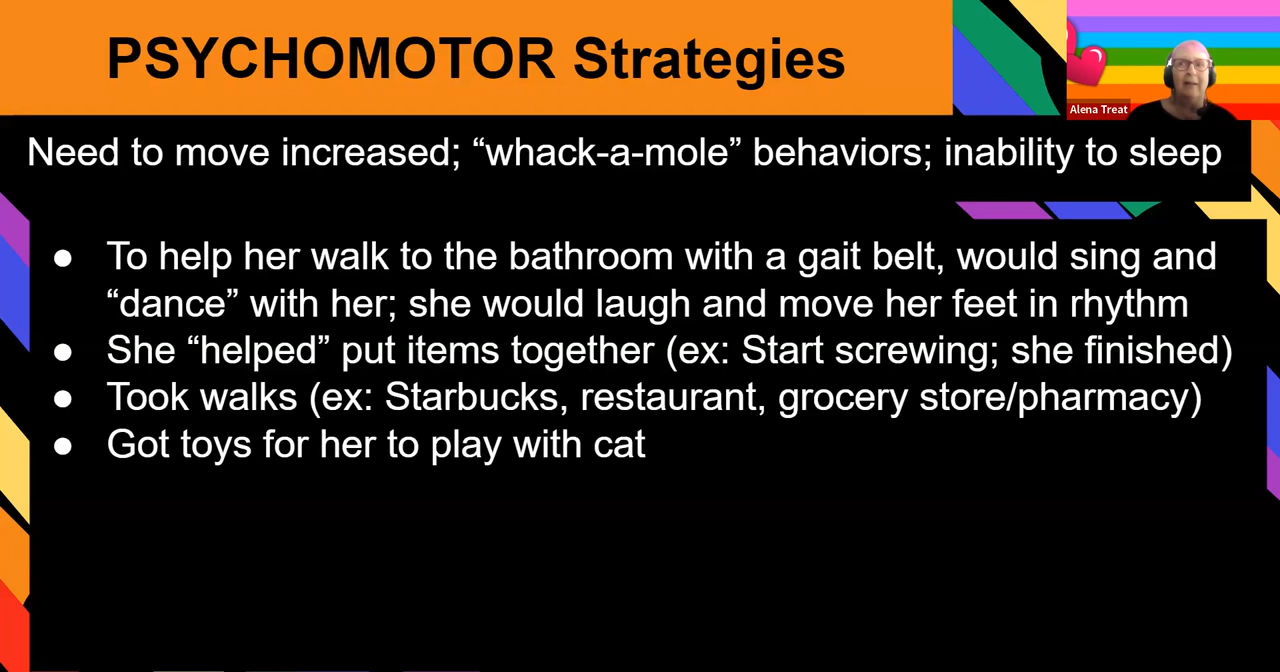 PSYCHOMOTOR Strategies
Alena Treat
Need to move increased; “whack-a-mole” behaviors; inability to sleep
● To help her walk to the bathroom with a gait belt, would sing and
“dance” with her; she would laugh and move her feet in rhythm
● She “helped” put items together (ex: Start screwing; she finished)
● Took walks (ex: Starbucks, restaurant, grocery store/pharmacy)
● Got toys for her to play with cat